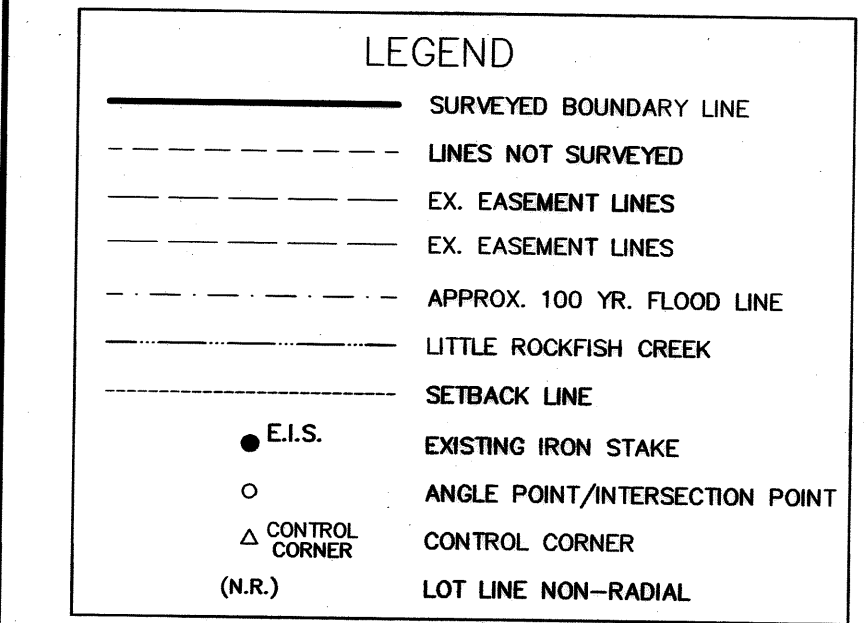 LEGEND
SURVEYED BOUNDARY LINE
LINES NOT SURVEYED
EX. EASEMENT LINES
EX. EASEMENT LINES
APPROX. 100 YR. FLOOD LINE
LITTLE ROCKFISH CREEK
SETBACK LINE
E.I.S. EXISTING IRON STAKE
ANGLE POINT/INTERSECTION POINT
CONTROL
CORNER
CONTROL CORNER
(N.R.) LOT LINE NON-RADIAL